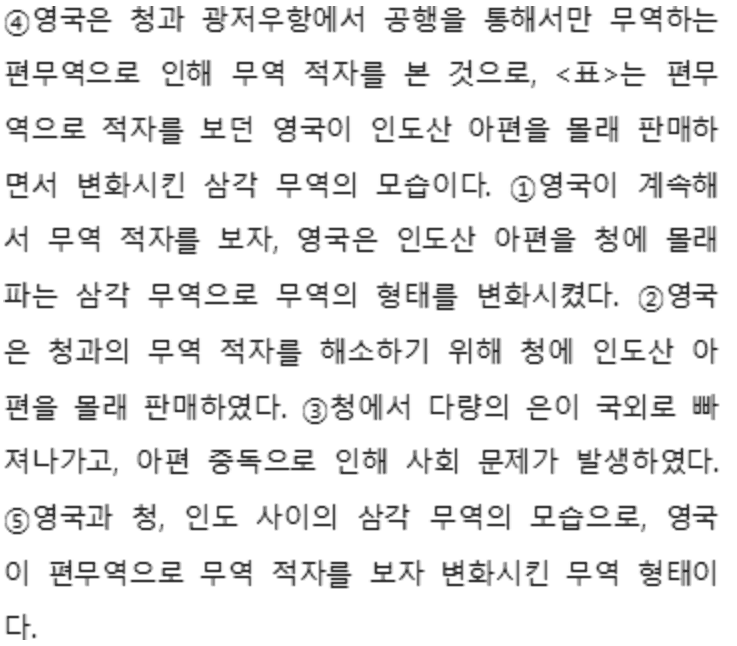 ④영국은 청과 광저우항에서 공행을 통해서만 무역하는
편무역으로 인해 무역 적자를 본 것으로, <표>는 편무
역으로 적자를 보던 영국이 인도산 아편을 몰래 판매하
면서 변화시킨 삼각 무역의 모습이다. ①영국이 계속해
서 무역 적자를 보자, 영국은 인도산 아편을 청에 몰래
파는 삼각 무역으로 무역의 형태를 변화시켰다. ②영국
은 청과의 무역 적자를 해소하기 위해 청에 인도산 아
편을 몰래 판매하였다. ③청에서 다량의 은이 국외로 빠
져나가고, 아편 중독으로 인해 사회 문제가 발생하였다.
⑤영국과 청, 인도 사이의 삼각 무역의 모습으로, 영국
이 편무역으로 무역 적자를 보자 변화시킨 무역 형태이
다.